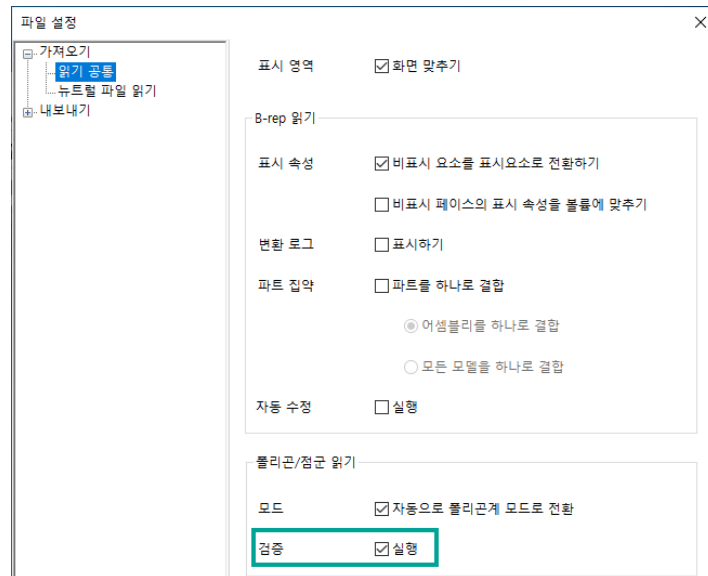 파일 설정
가져오기
읽기 공통
뉴트럴 파일 읽기
내보내기
표시 영역 화면 맞추기
B-rep 읽기
표시 속성 비표시 요소를 표시요소로 전환하기
비표시 페이스의 표시 속성을 볼륨에 맞추기
변환 로그 표시하기
파트 집약 파트를 하나로 결합
어셈블리를 하나로 결합
모든 모델을 하나로 결합
자동 수정 실행
폴리곤/점군 읽기
모드 자동으로 폴리곤계 모드로 전환
검증 실행